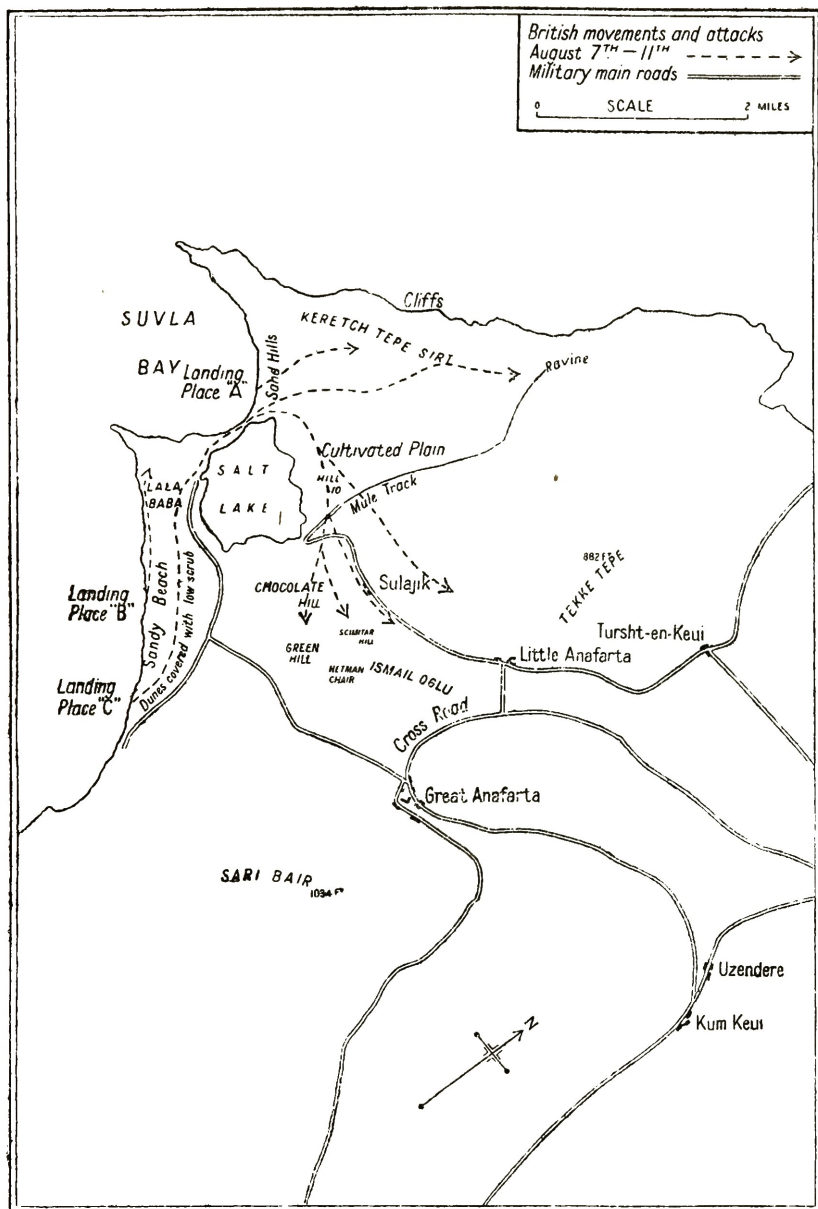 British movements and attacks
August 7TH – 11TH
Military main roads
0 SCALE 2 MILES
Cliffs
SUVLA
BAY
KERETCH TEPE SIRT
Sand Hills
Landing
Place "A"
Ravine
Cultivated Plain
SALT
LAKE
HILL
10
Mule Track
LALA
BABA
882 FT
TEKKE TEPE
Sulajik
CHOCOLATE
HILL
Landing
Place "B"
Sandy Beach
Dunes covered with low scrub
SCIMITAR
HILL
Tursht-en-Keui
GREEN
HILL
Little Anafarta
HETMAN
CHAIR
ISMAIL OGLU
Landing
Place "C"
Cross Road
Great Anafarta
SARI BAIR
1034 FT
Uzendere
Kum Keui
N